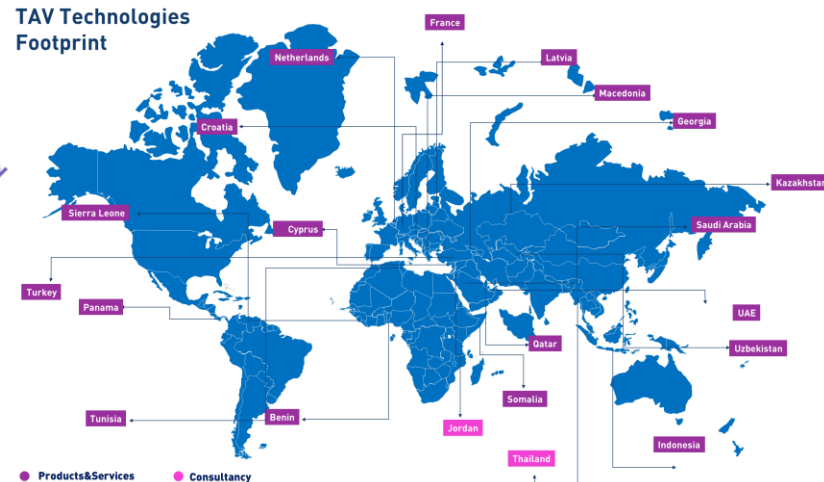 TAV Technologies
Footprint
France
Netherlands
Latvia
Macedonia
Croatia
Georgia
Kazakhstan
Sierra Leone
Cyprus
Saudi Arabia
Turkey
Panama
UAE
Qatar
Uzbekistan
Somalia
Tunisia
Benin
Jordan
Indonesia
Thailand
Products&Services
Consultancy